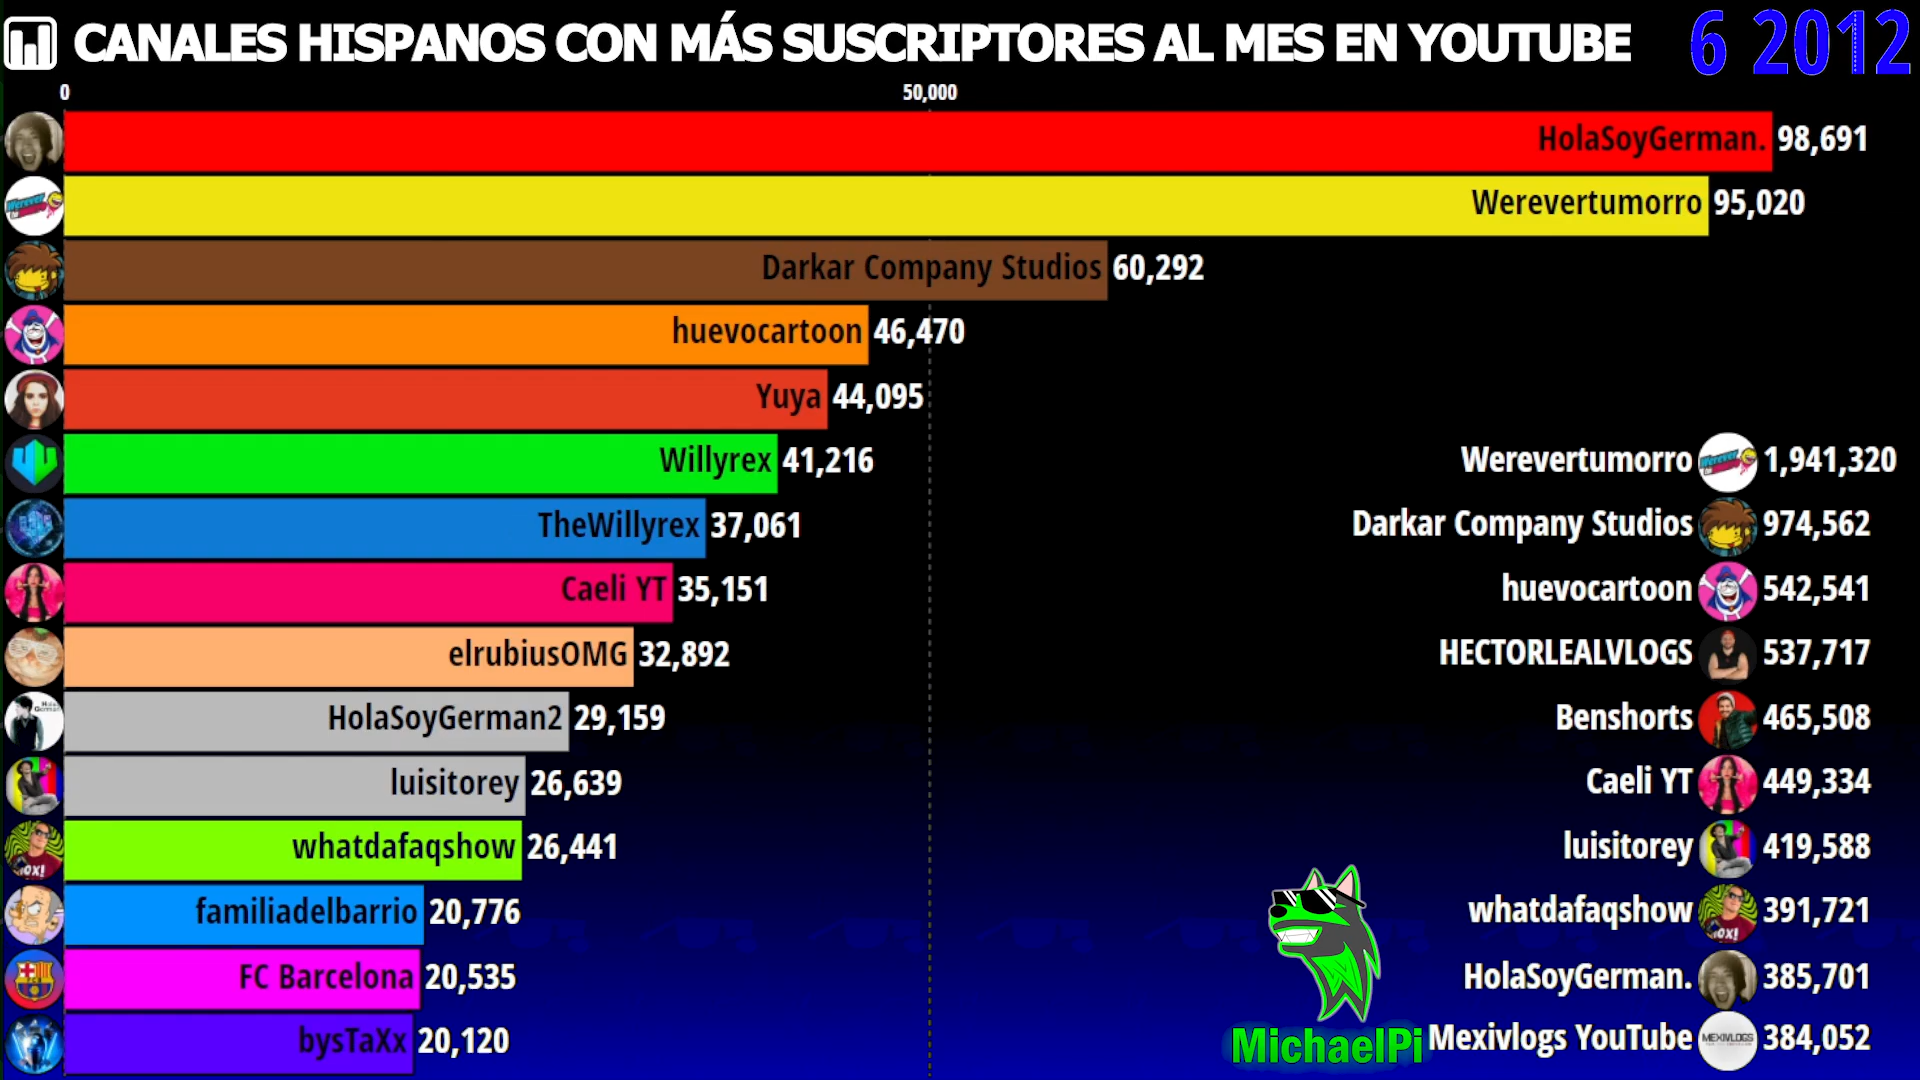 CANALES HISPANOS CON MÁS SUSCRIPTORES AL MES EN YOUTUBE
6 2012
0
50,000
HolaSoyGerman. 98,691
Werevertumorro 95,020
Darkar Company Studios 60,292
huevocartoon 46,470
Yuya 44,095
Willyrex 41,216
TheWillyrex 37,061
Caeli YT 35,151
elrubiusOMG 32,892
HolaSoyGerman2 29,159
luisitorey 26,639
whatdafaqshow 26,441
familiadelbarrio 20,776
FC Barcelona 20,535
bysTaXx 20,120
Werevertumorro 1,941,320
Darkar Company Studios 974,562
huevocartoon 542,541
HECTORLEALVLOGS 537,717
Benshorts 465,508
Caeli YT 449,334
luisitorey 419,588
whatdafaqshow 391,721
HolaSoyGerman. 385,701
Mexivlogs YouTube MEXIVLOGS 384,052
MichaelPi